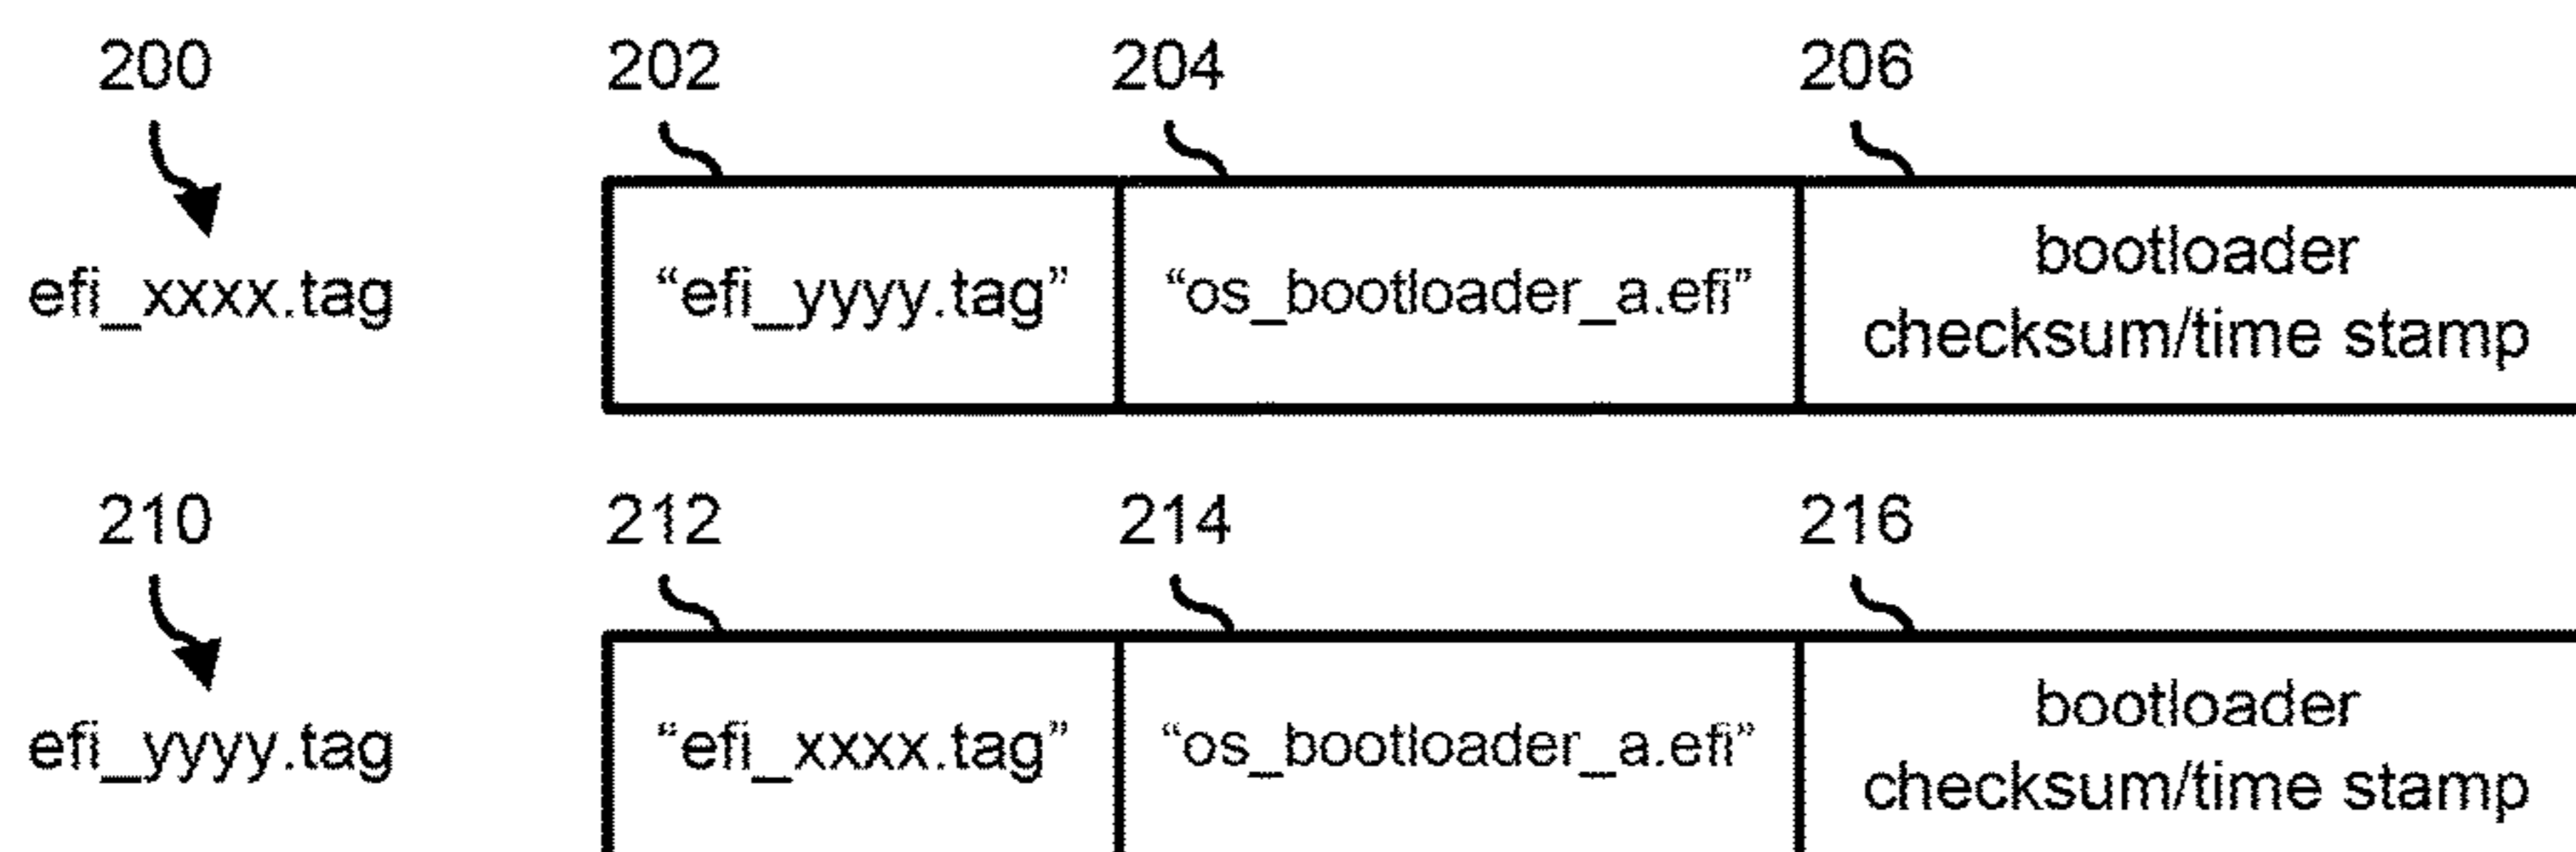 200 202 204 206
efi_xxxx.tag “efi_yyyy.tag” “os_bootloader_a.efi” bootloader
checksum/time stamp
210 212 214 216
efi_yyyy.tag “efi_xxxx.tag” “os_bootloader_a.efi” bootloader
checksum/time stamp